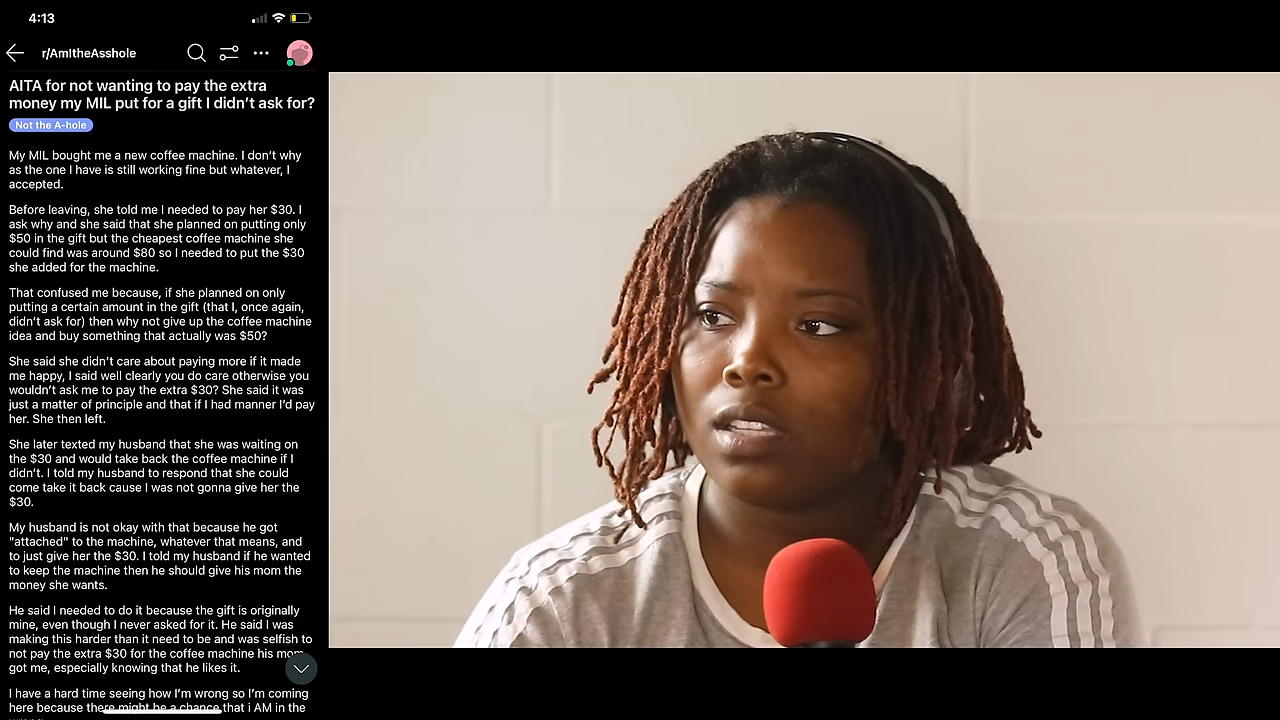 4:13
r/AmItheAsshole
AITA for not wanting to pay the extra
money my MIL put for a gift I didn't ask for?
Not the A-hole
My MIL bought me a new coffee machine. I don't why
as the one I have is still working fine but whatever, I
accepted.
Before leaving, she told me I needed to pay her $30. I
ask why and she said that she planned on putting only
$50 in the gift but the cheapest coffee machine she
could find was around $80 so I needed to put the $30
she added for the machine.
That confused me because, if she planned on only
putting a certain amount in the gift (that I, once again,
didn't ask for) then why not give up the coffee machine
idea and buy something that actually was $50?
She said she didn't care about paying more if it made
me happy, I said well clearly you do care otherwise you
wouldn't ask me to pay the extra $30? She said it was
just a matter of principle and that if I had manner I'd pay
her. She then left.
She later texted my husband that she was waiting on
the $30 and would take back the coffee machine if I
didn't. I told my husband to respond that she could
come take it back cause I was not gonna give her the
$30.
My husband is not okay with that because he got
"attached" to the machine, whatever that means, and
to just give her the $30. I told my husband if he wanted
to keep the machine then he should give his mom the
money she wants.
He said I needed to do it because the gift is originally
mine, even though I never asked for it. He said I was
making this harder than it need to be and was selfish to
not pay the extra $30 for the coffee machine his mom
got me, especially knowing that he likes it.
I have a hard time seeing how I'm wrong so I'm coming
here because there might be a chance that i AM in the